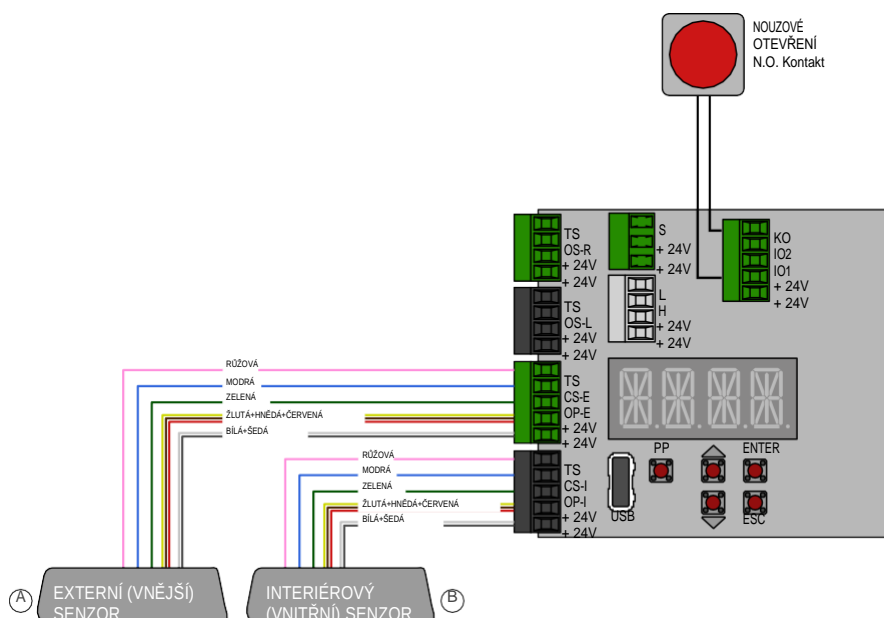 NOUZOVÉ
OTEVŘENÍ
N.O. Kontakt
TS
OS-R
+ 24V
+ 24V
S
+ 24V
+ 24V
KO
IO2
IO1
+ 24V
+ 24V
TS
OS-L
+ 24V
+ 24V
L
H
+ 24V
+ 24V
RŮŽOVÁ
MODRÁ
ZELENÁ
ŽLUTÁ+HNĚDÁ+ČERVENÁ
BÍLÁ+ŠEDÁ
TS
CS-E
OP-E
+ 24V
+ 24V
RŮŽOVÁ
MODRÁ
ZELENÁ
ŽLUTÁ+HNĚDÁ+ČERVENÁ
BÍLÁ+ŠEDÁ
TS
CS-I
OP-I
+ 24V
+ 24V
USB
PP
ENTER
ESC
A
EXTERNÍ (VNĚJŠÍ)
SENZOR
INTERIÉROVÝ
(VNITŘNÍ) SENZOR
B